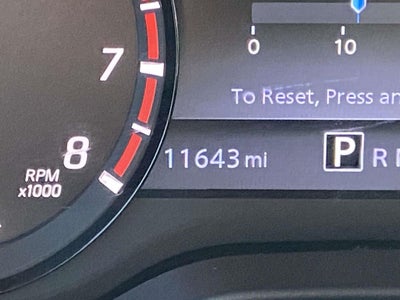 0 10
7
To Reset, Press an
8
11643 mi
P R
RPM
x1000